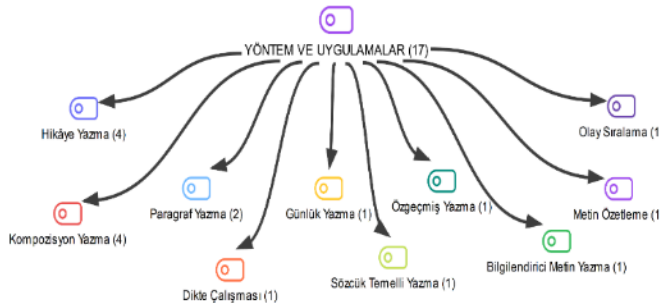 YÖNTEM VE UYGULAMALAR (17)
Hikâye Yazma (4)
Olay Sıralama (1
Kompozisyon Yazma (4)
Paragraf Yazma (2)
Günlük Yazma (1)
Özgeçmiş Yazma (1)
Metin Özetleme (1
Dikte Çalışması (1)
Sözcük Temelli Yazma (1)
Bilgilendirici Metin Yazma (1)